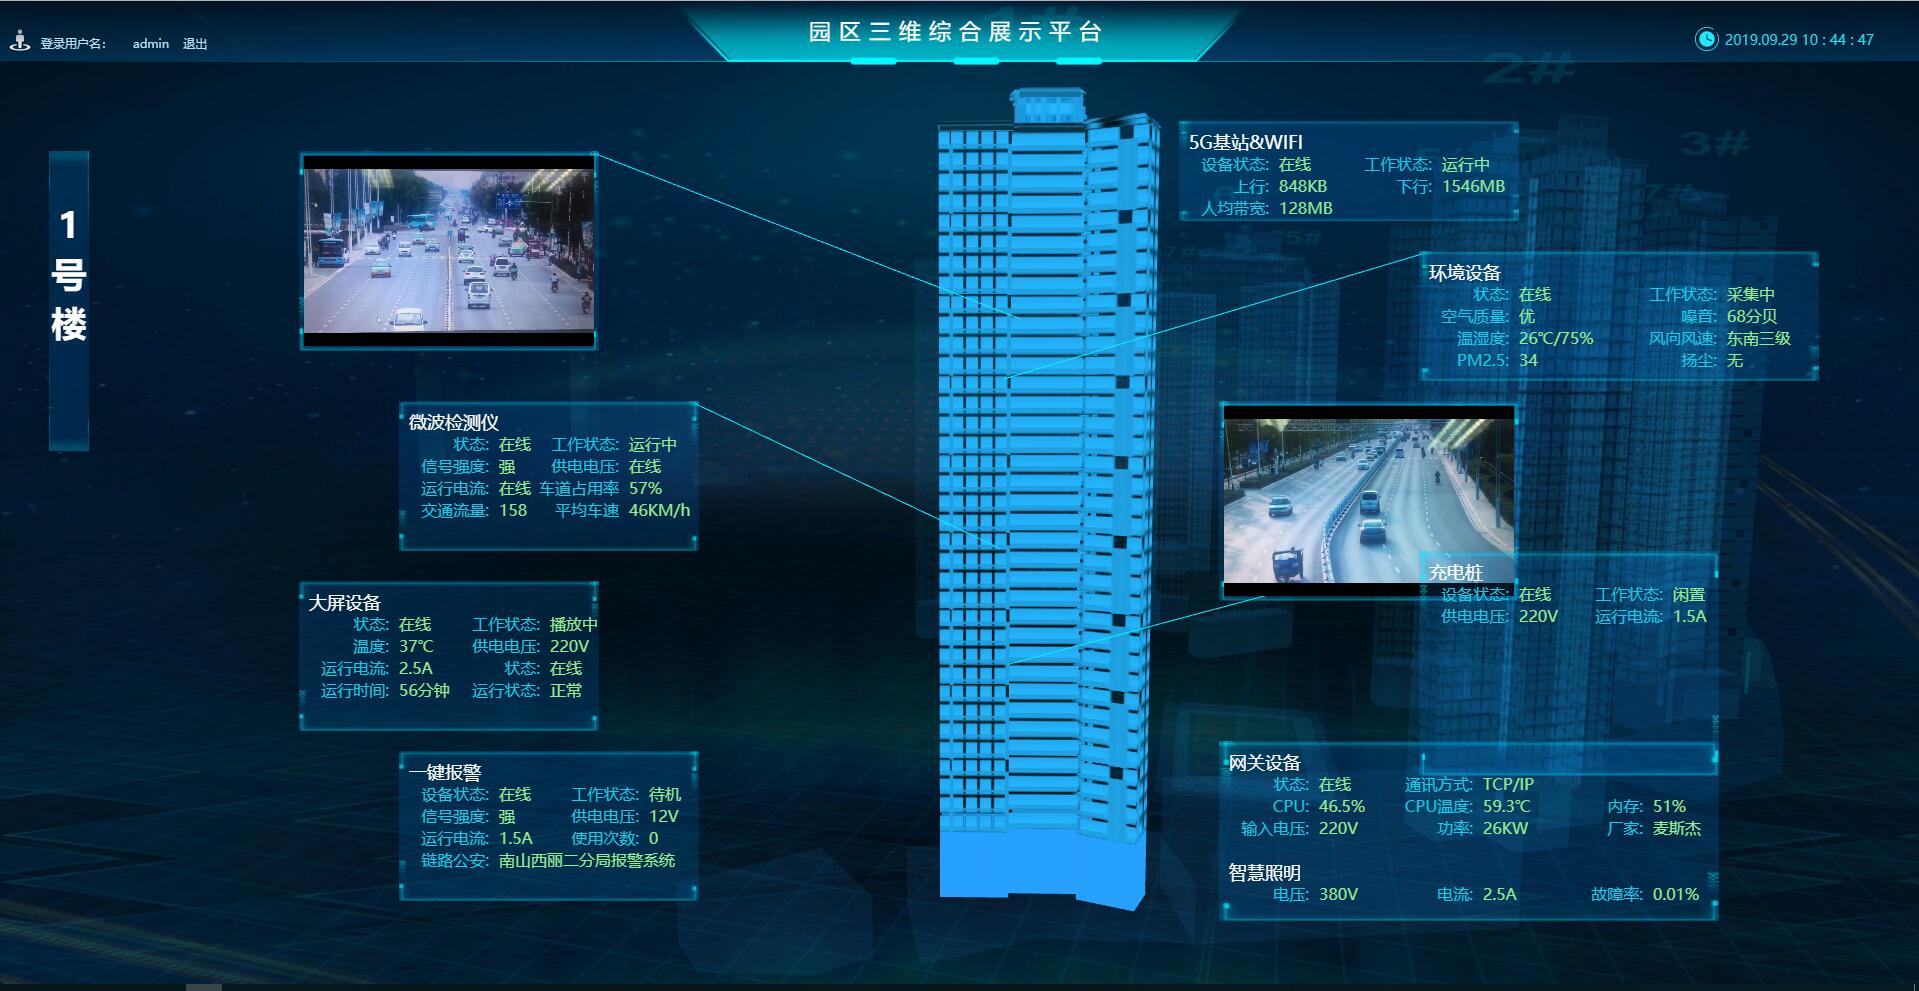 园区三维综合展示平台
登录用户名: admin 退出
2019.09.29 10 : 44 : 47
1号楼
2#
3#
5G基站&WIFI
设备状态: 在线 工作状态: 运行中
上行: 848KB 下行: 1546MB
人均带宽: 128MB
环境设备
状态: 在线 工作状态: 采集中
空气质量: 优 噪音: 68分贝
温湿度: 26℃/75% 风向风速: 东南三级
PM2.5: 34 扬尘: 无
微波检测仪
状态: 在线 工作状态: 运行中
信号强度: 强 供电电压: 在线
运行电流: 在线 车道占用率 57%
交通流量: 158 平均车速 46KM/h
充电桩
设备状态: 在线 工作状态: 闲置
供电电压: 220V 运行电流: 1.5A
大屏设备
状态: 在线 工作状态: 播放中
温度: 37℃ 供电电压: 220V
运行电流: 2.5A 状态: 在线
运行时间: 56分钟 运行状态: 正常
一键报警
设备状态: 在线 工作状态: 待机
信号强度: 强 供电电压: 12V
运行电流: 1.5A 使用次数: 0
链路公安: 南山西丽二分局报警系统
网关设备
状态: 在线 通讯方式: TCP/IP
CPU: 46.5% CPU温度: 59.3℃ 内存: 51%
输入电压: 220V 功率: 26KW 厂家: 麦斯杰
智慧照明
电压: 380V 电流: 2.5A 故障率: 0.01%